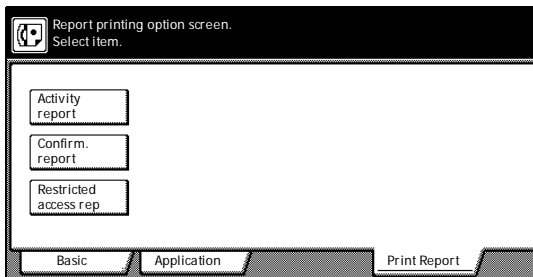 Report printing option screen.
Select item.
Activity
report
Confirm.
report
Restricted
access rep
Basic
Application
Print Report